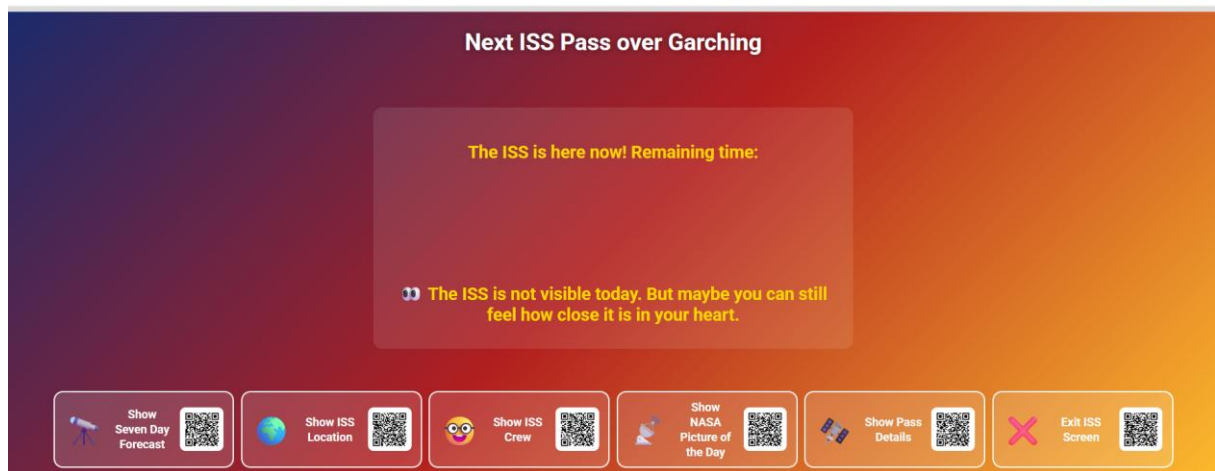 Next ISS Pass over Garching
The ISS is here now! Remaining time:
👀 The ISS is not visible today. But maybe you can still
feel how close it is in your heart.
Show
Seven Day
Forecast
Show ISS
Location
Show ISS
Crew
Show
NASA
Picture of
the Day
Show Pass
Details
Exit ISS
Screen